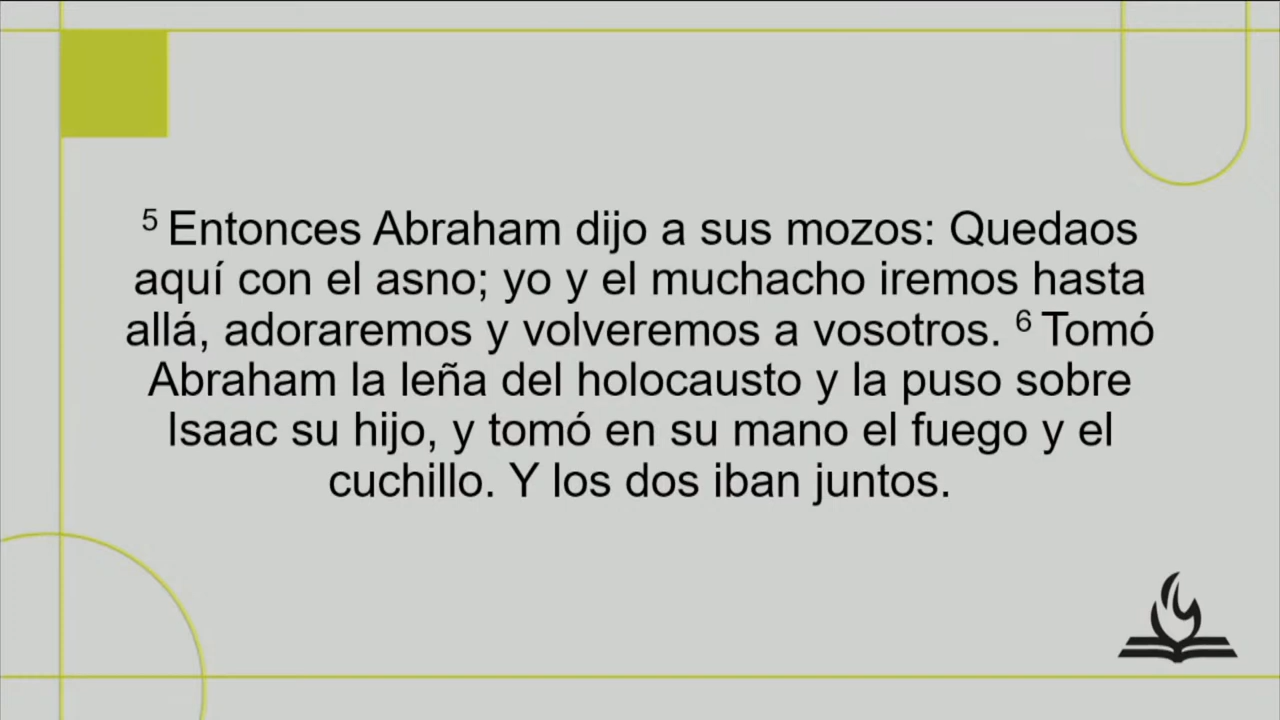 5 Entonces Abraham dijo a sus mozos: Quedaos
aquí con el asno; yo y el muchacho iremos hasta
allá, adoraremos y volveremos a vosotros. 6 Tomó
Abraham la leña del holocausto y la puso sobre
Isaac su hijo, y tomó en su mano el fuego y el
cuchillo. Y los dos iban juntos.